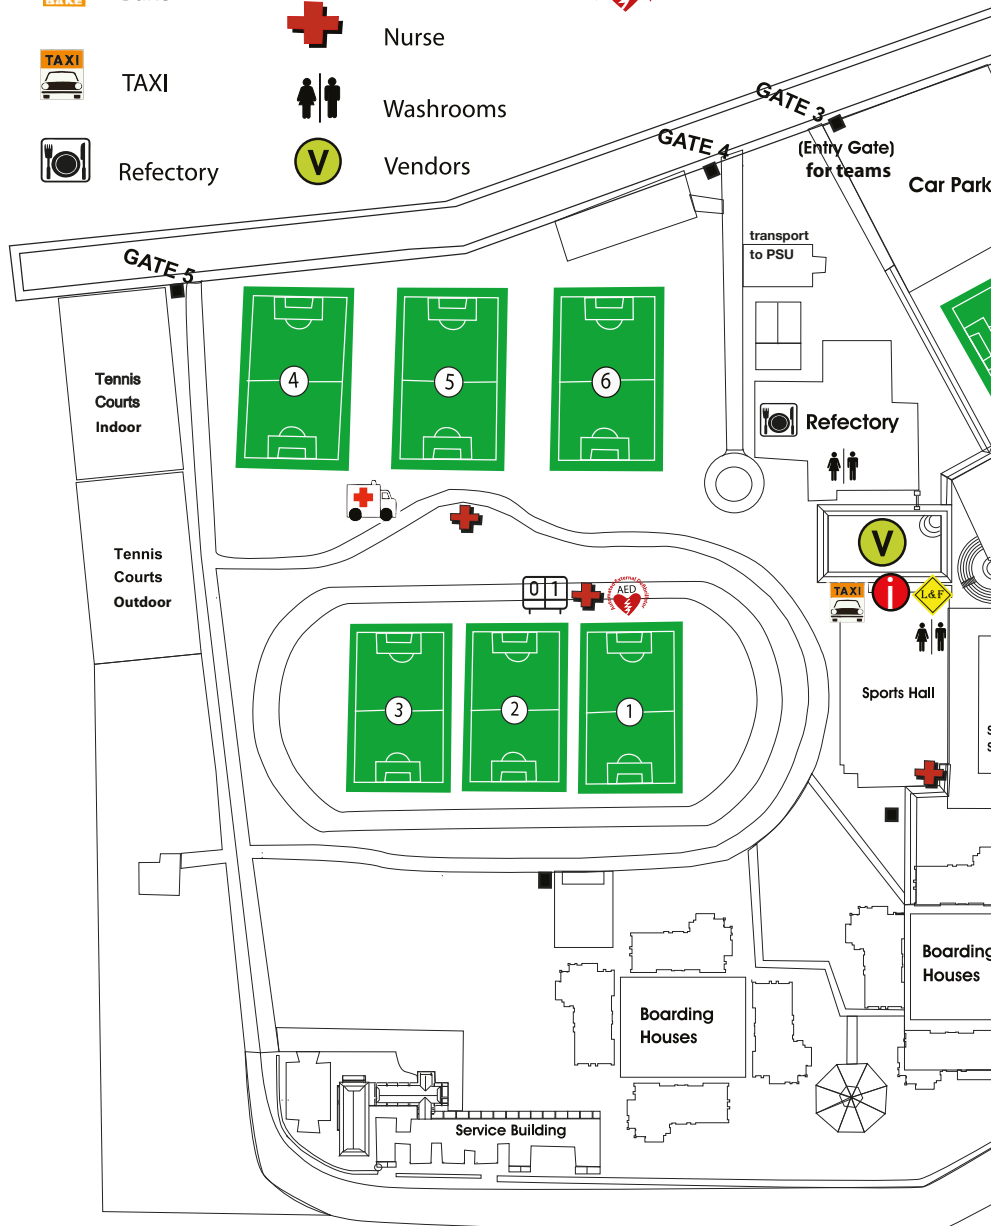 BAKE
Nurse
TAXI
TAXI
Washrooms
Refectory
V
Vendors
GATE 3
GATE 4
(Entry Gate)
for teams
Car Park
transport
to PSU
GATE 5
4
5
6
Tennis
Courts
Indoor
Refectory
Tennis
Courts
Outdoor
V
0 1
AED
TAXI
i
L&F
Sports Hall
3
2
1
Boarding
Houses
Boarding
Houses
Service Building